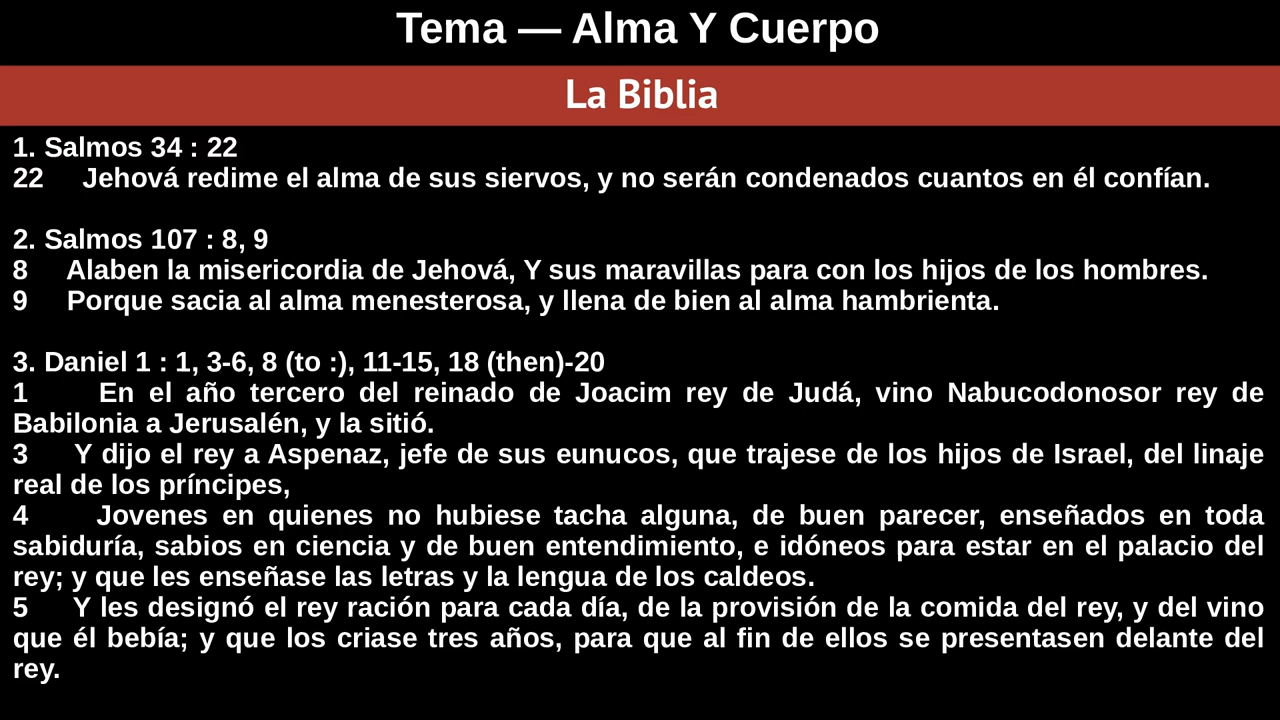 Tema — Alma Y Cuerpo
La Biblia
1. Salmos 34 : 22
22 Jehová redime el alma de sus siervos, y no serán condenados cuantos en él confían.
2. Salmos 107 : 8, 9
8 Alaben la misericordia de Jehová, Y sus maravillas para con los hijos de los hombres.
9 Porque sacia al alma menesterosa, y llena de bien al alma hambrienta.
3. Daniel 1 : 1, 3-6, 8 (to :), 11-15, 18 (then)-20
1 En el año tercero del reinado de Joacim rey de Judá, vino Nabucodonosor rey de
Babilonia a Jerusalén, y la sitió.
3 Y dijo el rey a Aspenaz, jefe de sus eunucos, que trajese de los hijos de Israel, del linaje
real de los príncipes,
4 Jovenes en quienes no hubiese tacha alguna, de buen parecer, enseñados en toda
sabiduría, sabios en ciencia y de buen entendimiento, e idóneos para estar en el palacio del
rey; y que les enseñase las letras y la lengua de los caldeos.
5 Y les designó el rey ración para cada día, de la provisión de la comida del rey, y del vino
que él bebía; y que los criase tres años, para que al fin de ellos se presentasen delante del
rey.